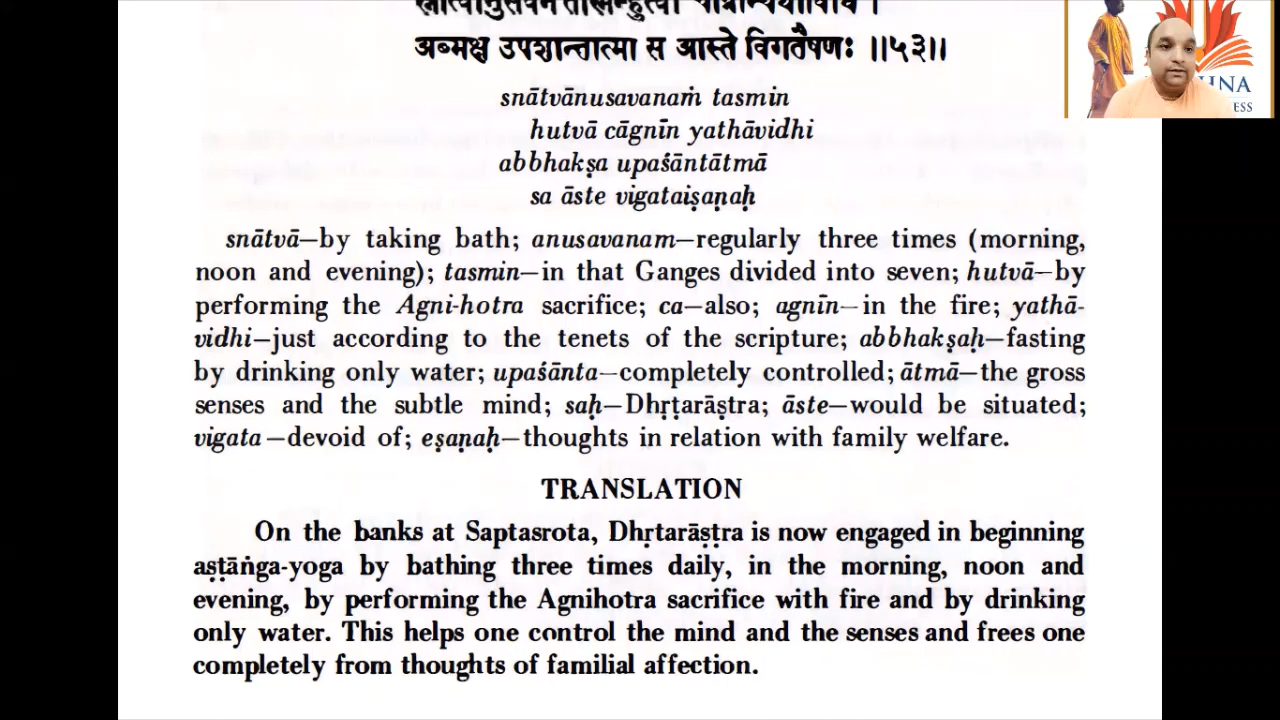 अब्भक्ष उपशान्तात्मा स आस्ते विगतैषणः ॥५३॥
snātvānusavanaṁ tasmin
hutvā cāgnīn yathāvidhi
abbhakṣa upaśāntātmā
sa āste vigataiṣaṇaḥ
snātvā—by taking bath; anusavanam—regularly three times (morning,
noon and evening); tasmin—in that Ganges divided into seven; hutvā—by
performing the Agni-hotra sacrifice; ca—also; agnīn—in the fire; yathā-
vidhi—just according to the tenets of the scripture; abbhakṣaḥ—fasting
by drinking only water; upaśānta—completely controlled; ātmā—the gross
senses and the subtle mind; saḥ—Dhṛtarāṣṭra; āste—would be situated;
vigata—devoid of; eṣaṇaḥ—thoughts in relation with family welfare.
TRANSLATION
On the banks at Saptasrota, Dhṛtarāṣṭra is now engaged in beginning
aṣṭāṅga-yoga by bathing three times daily, in the morning, noon and
evening, by performing the Agnihotra sacrifice with fire and by drinking
only water. This helps one control the mind and the senses and frees one
completely from thoughts of familial affection.